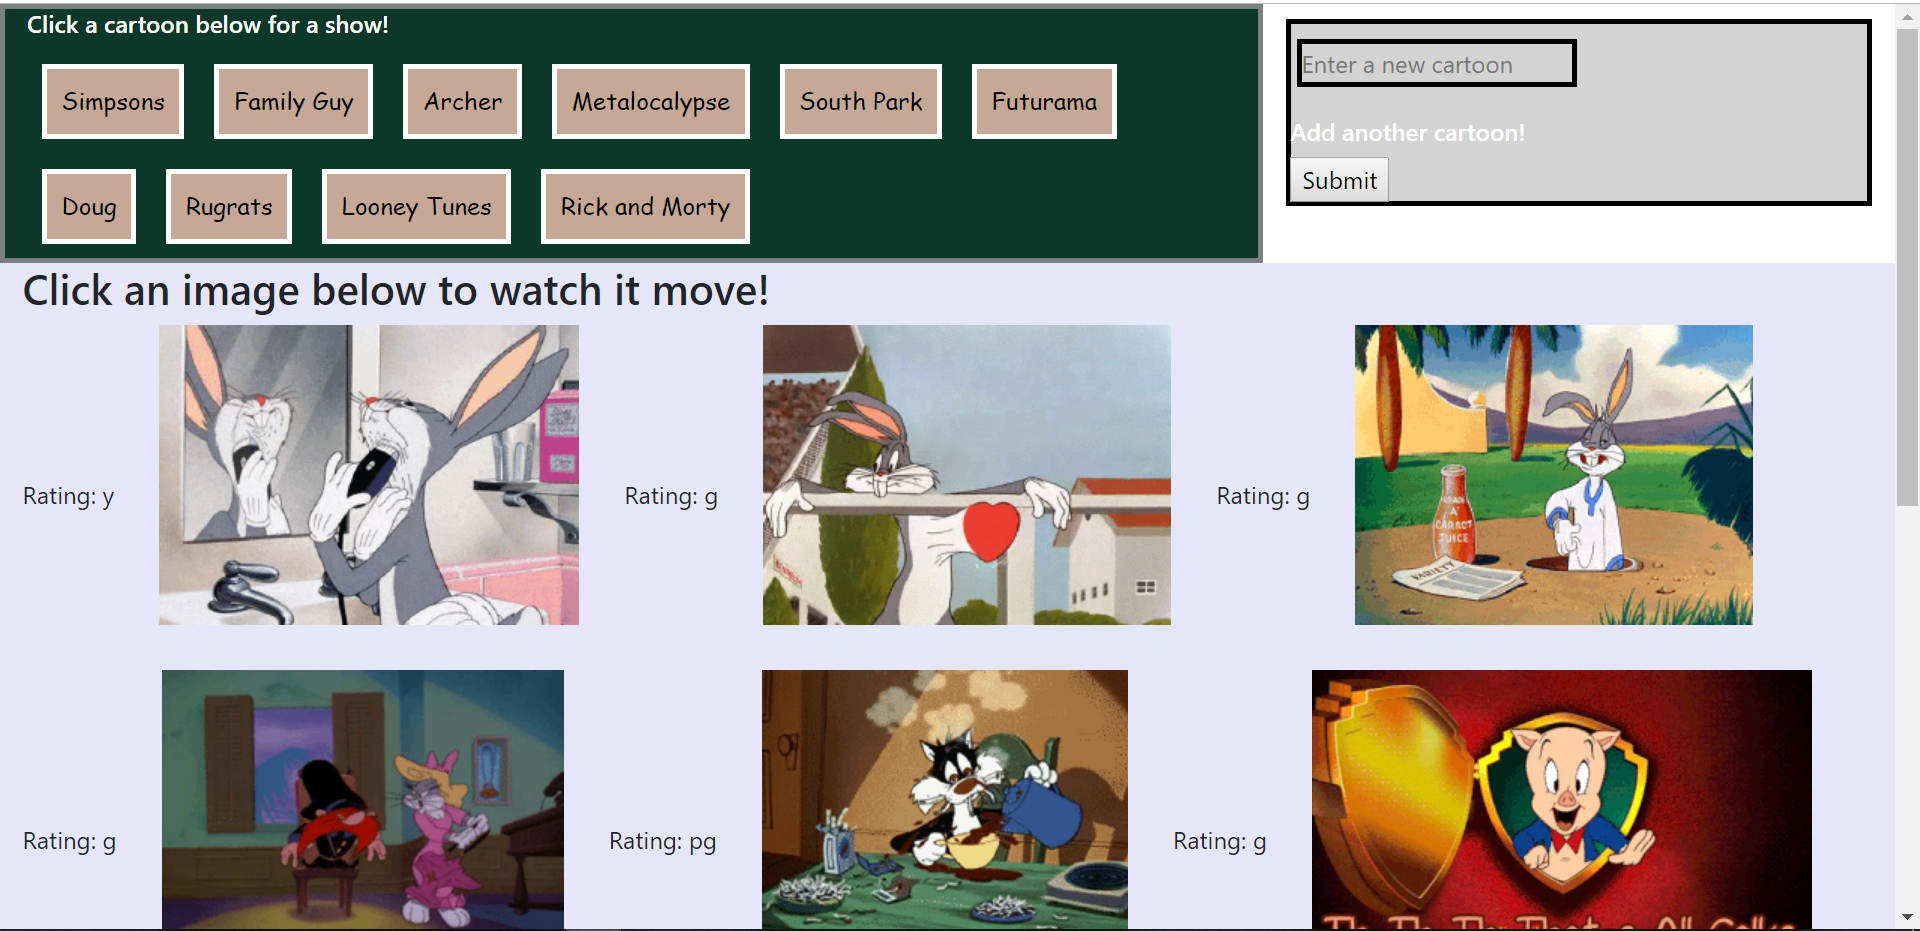 Click a cartoon below for a show!
Simpsons Family Guy Archer Metalocalypse South Park Futurama
Doug Rugrats Looney Tunes Rick and Morty
Enter a new cartoon
Add another cartoon!
Submit
Click an image below to watch it move!
Rating: y
Rating: g
Rating: g
A
CARROT
JUICE
VARIETY
Rating: g
Rating: pg
Rating: g